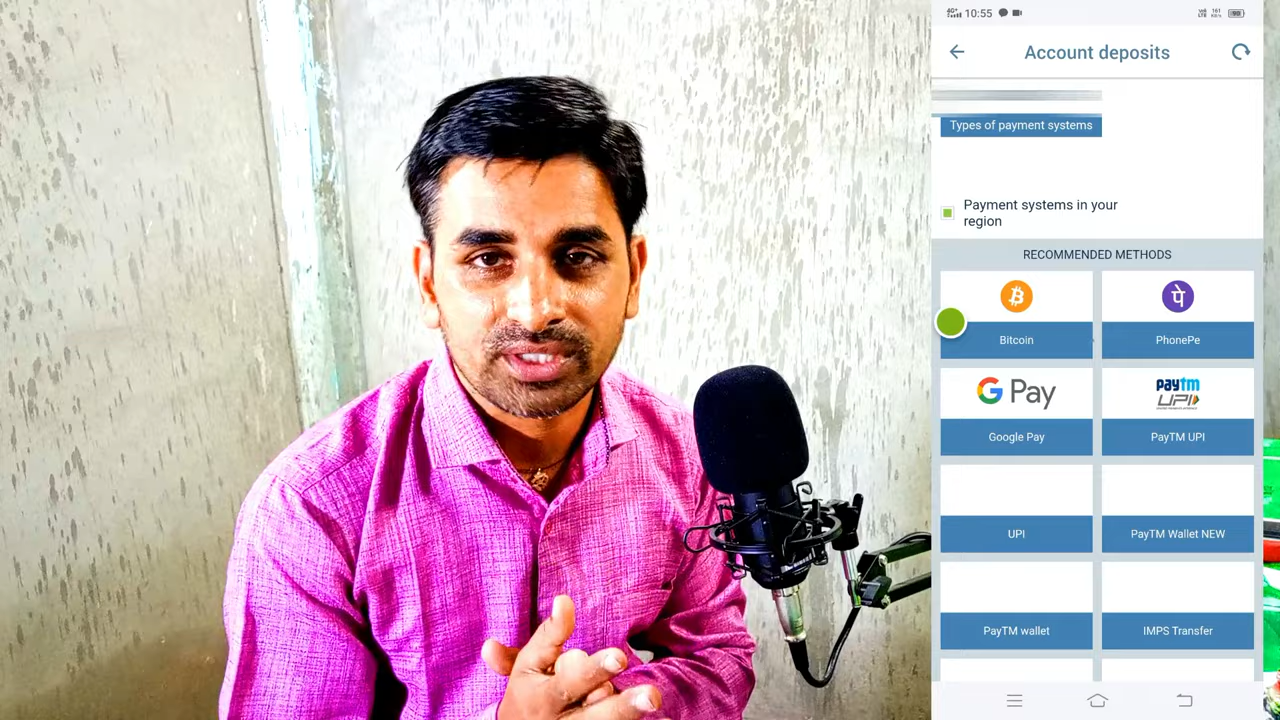 10:55
Account deposits
Types of payment systems
Payment systems in your
region
RECOMMENDED METHODS
Bitcoin
PhonePe
पे
G Pay
Google Pay
paytm
UPI
PayTM UPI
UPI
PayTM Wallet NEW
PayTM wallet
IMPS Transfer